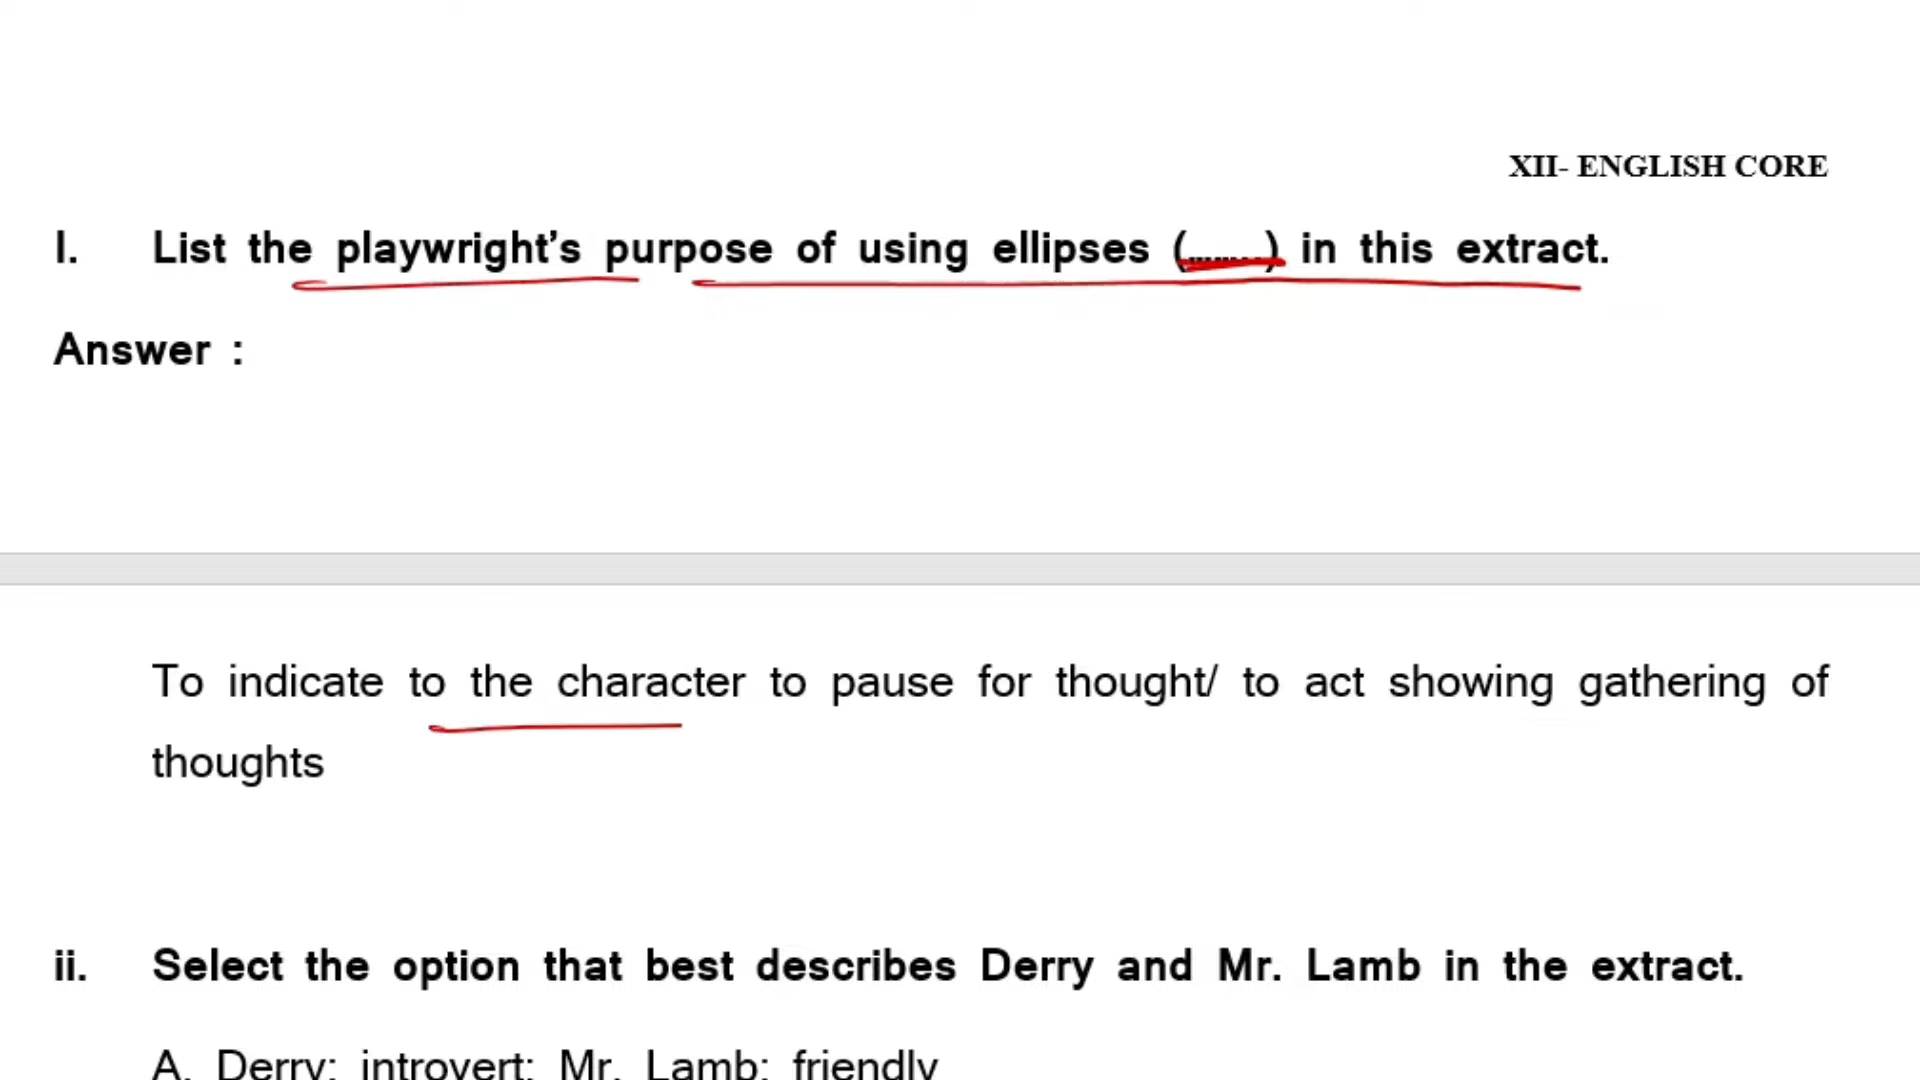 XII- ENGLISH CORE
I. List the playwright's purpose of using ellipses (........) in this extract.
Answer :
To indicate to the character to pause for thought/ to act showing gathering of
thoughts
ii. Select the option that best describes Derry and Mr. Lamb in the extract.
A. Derry: introvert; Mr. Lamb: friendly